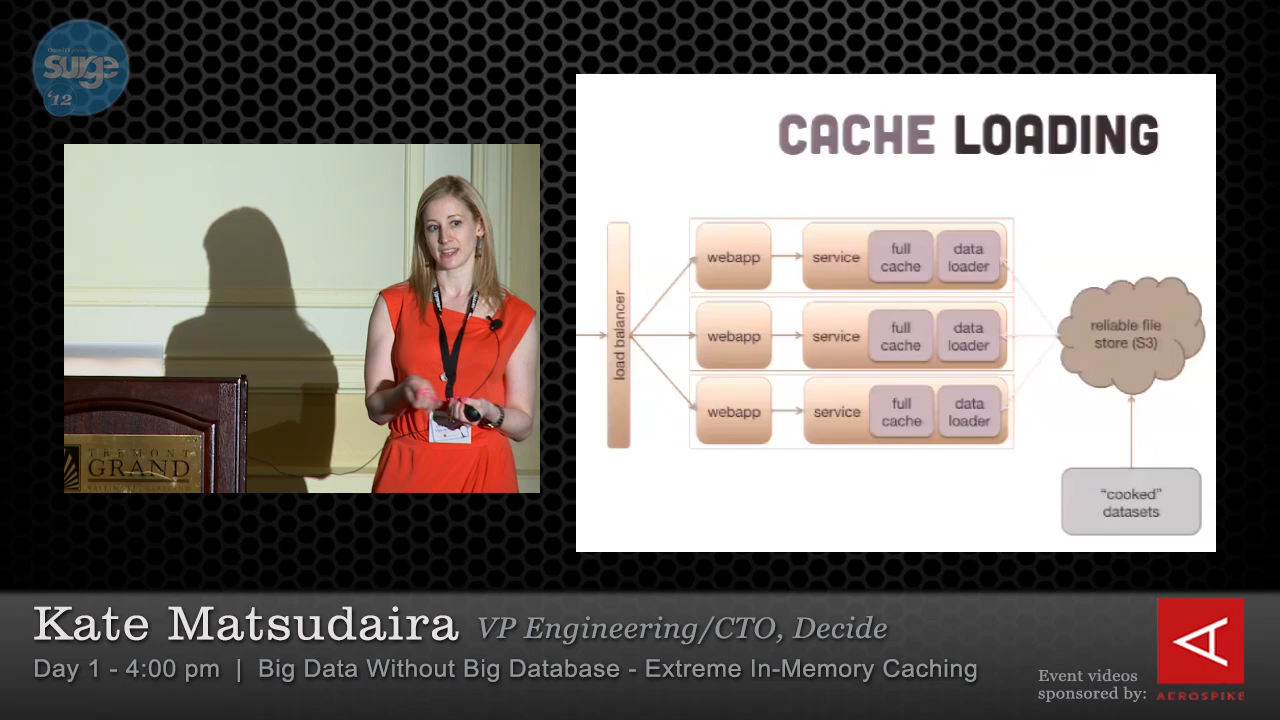 surge
'12
CACHE LOADING
load balancer
webapp
service
full
cache
data
loader
webapp
service
full
cache
data
loader
webapp
service
full
cache
data
loader
reliable file
store (S3)
"cooked"
datasets
TREMONT
GRAND
Kate Matsudaira VP Engineering/CTO, Decide
Day 1 - 4:00 pm | Big Data Without Big Database - Extreme In-Memory Caching
Event videos
sponsored by:
AEROSPIKE